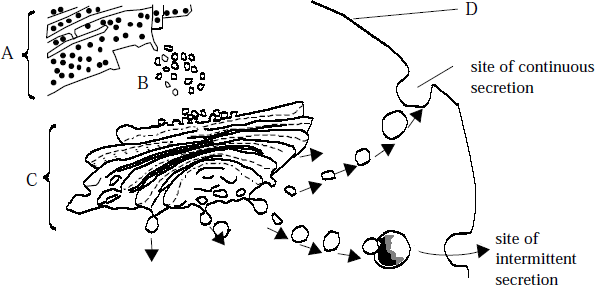 D
A
site of continuous
secretion
B
C
site of
intermittent
secretion